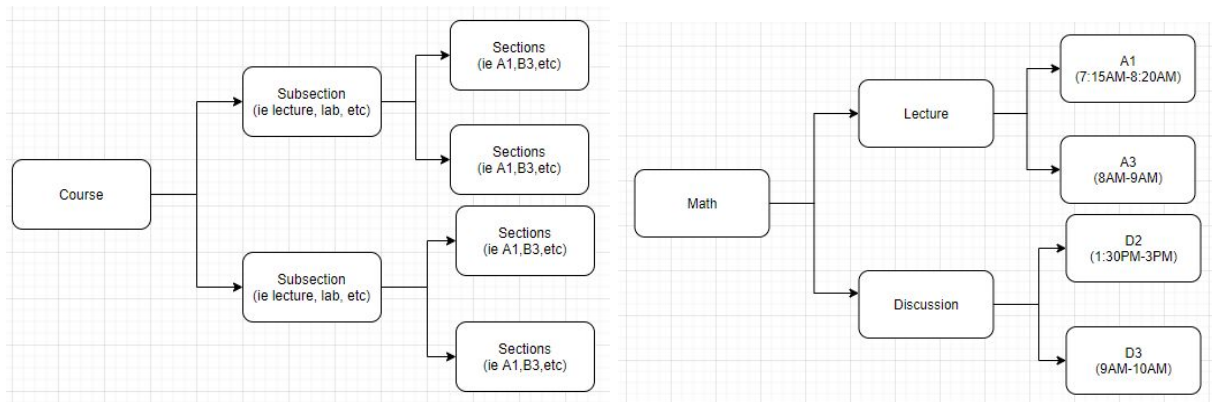 Course
Subsection
(ie lecture, lab, etc)
Sections
(ie A1,B3,etc)
Sections
(ie A1,B3,etc)
Subsection
(ie lecture, lab, etc)
Sections
(ie A1,B3,etc)
Sections
(ie A1,B3,etc)
Math
Lecture
A1
(7:15AM-8:20AM)
A3
(8AM-9AM)
Discussion
D2
(1:30PM-3PM)
D3
(9AM-10AM)